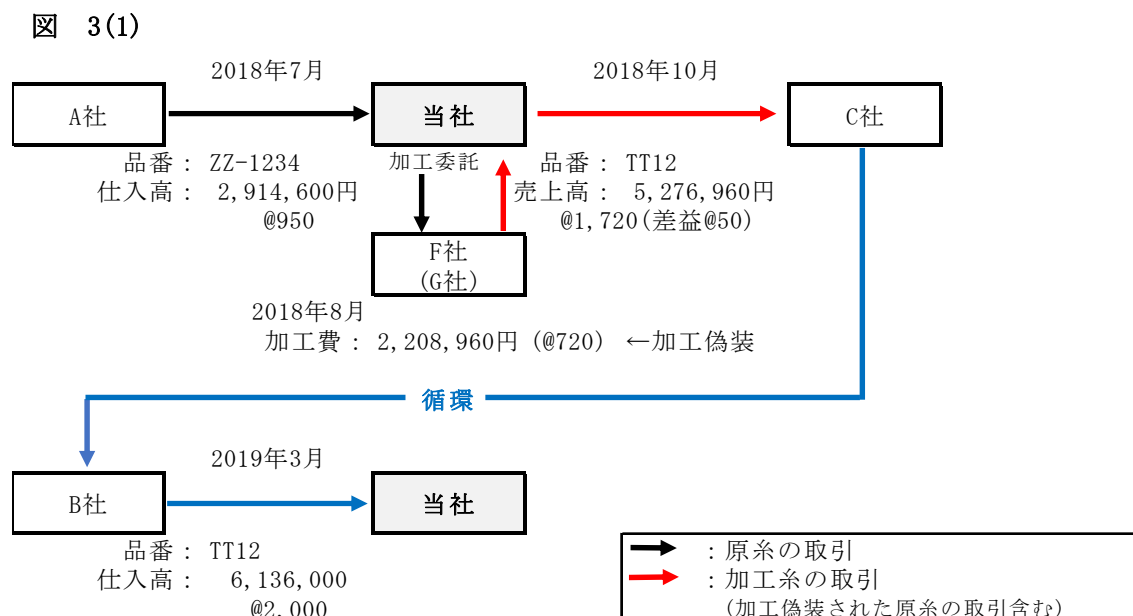 図 3(1)
2018年7月
2018年10月
A社
当社
C社
品番： ZZ-1234
仕入高： 2,914,600円
@950
加工委託
品番： TT12
売上高： 5,276,960円
@1,720(差益@50)
F社
(G社)
2018年8月
加工費： 2,208,960円 (@720) ←加工偽装
循環
2019年3月
B社
当社
品番： TT12
仕入高： 6,136,000
@2,000
：原糸の取引
：加工糸の取引
(加工偽装された原糸の取引含む)